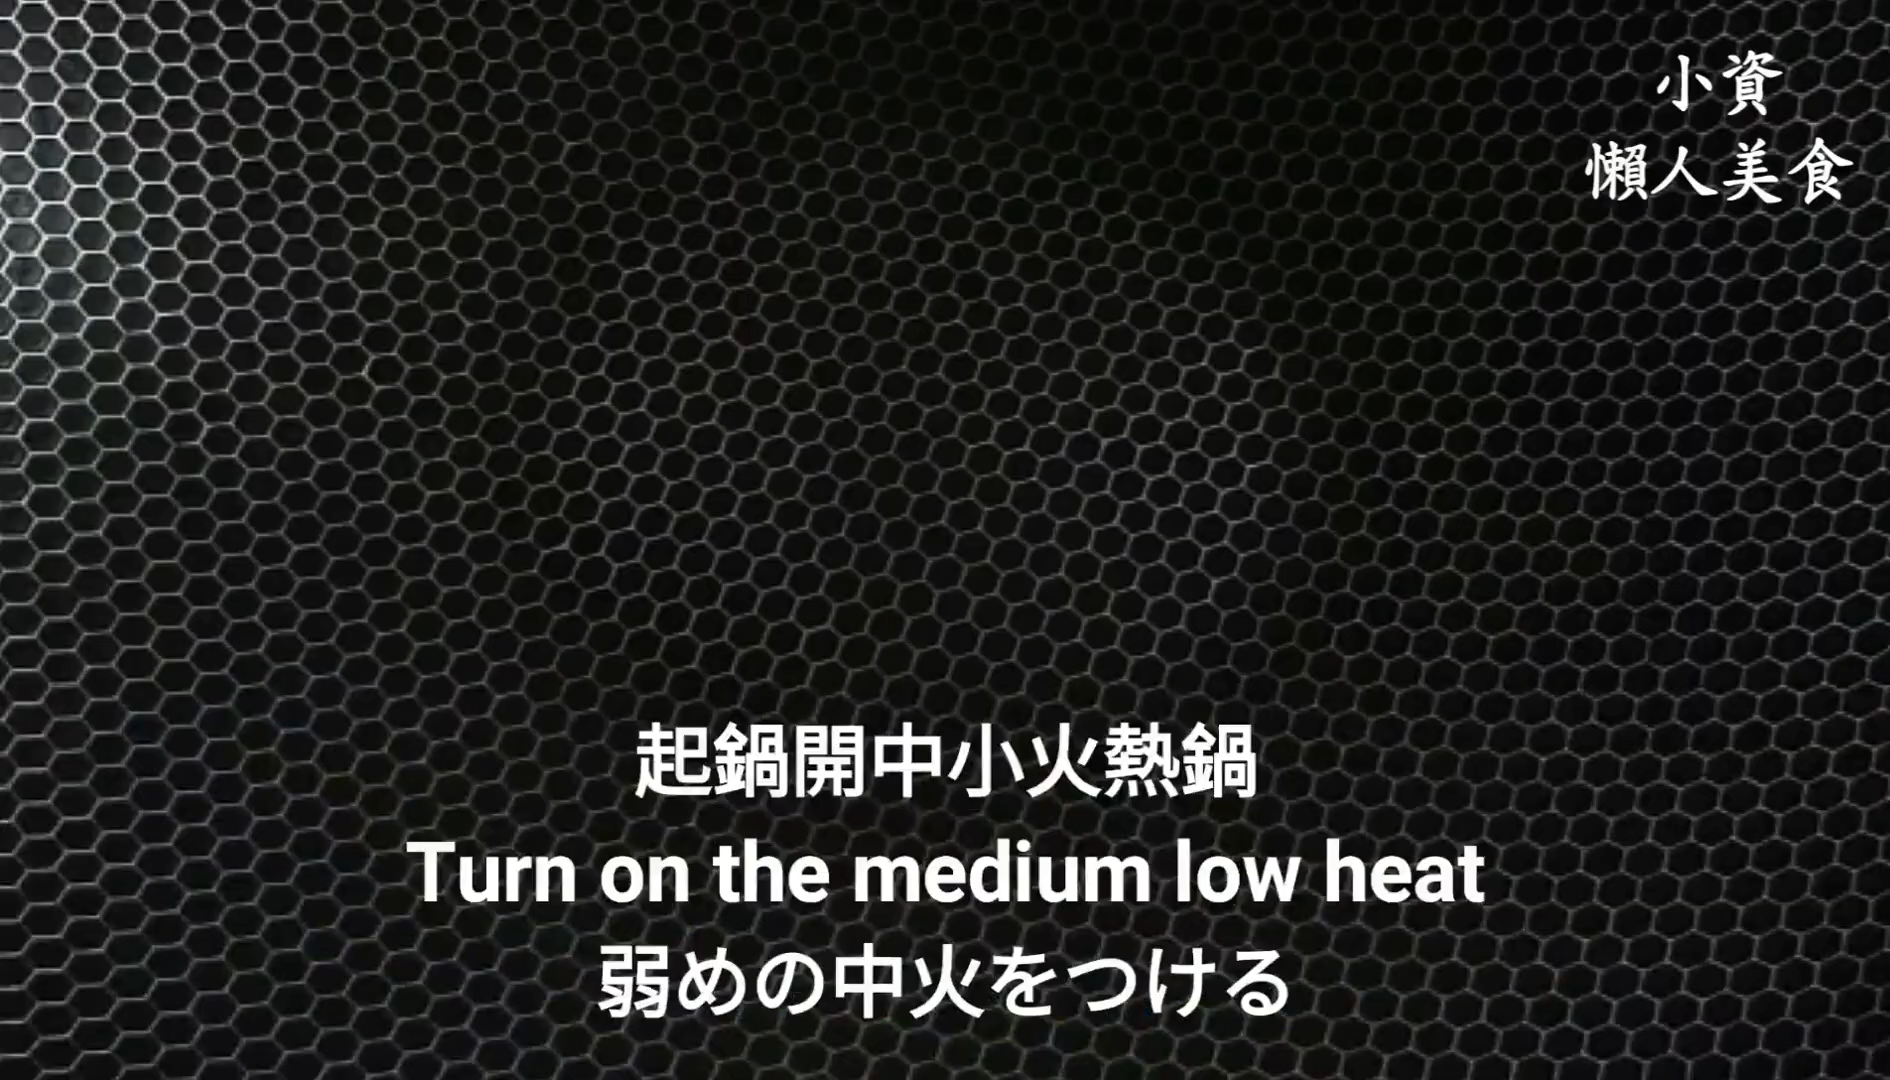 小資
懶人美食
起鍋開中小火熱鍋
Turn on the medium low heat
弱めの中火をつける